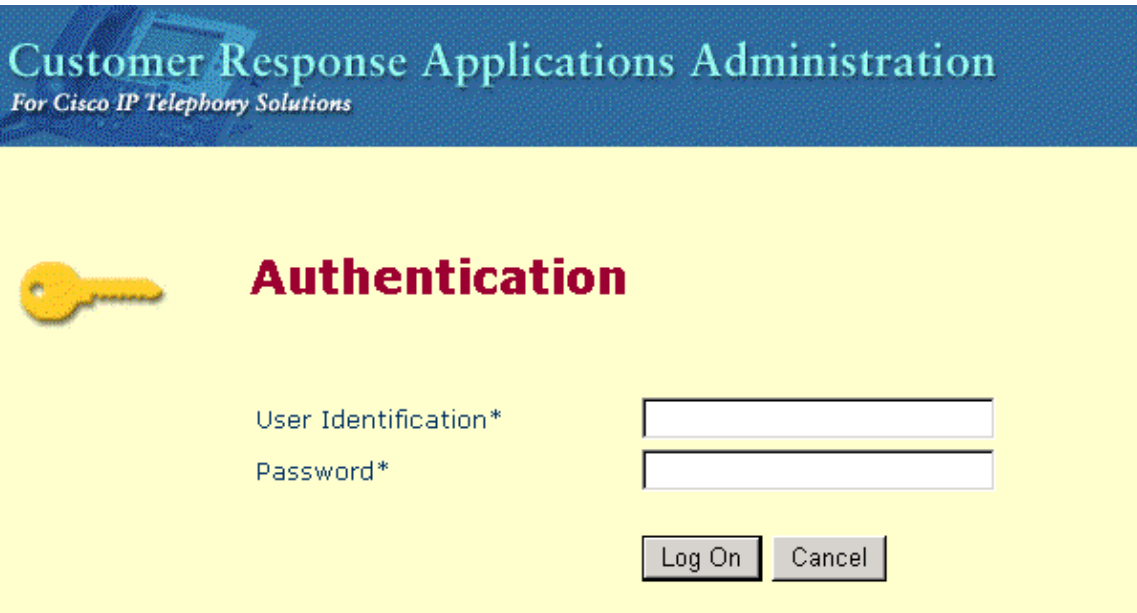 Customer Response Applications Administration
For Cisco IP Telephony Solutions
Authentication
User Identification*
Password*
Log On Cancel